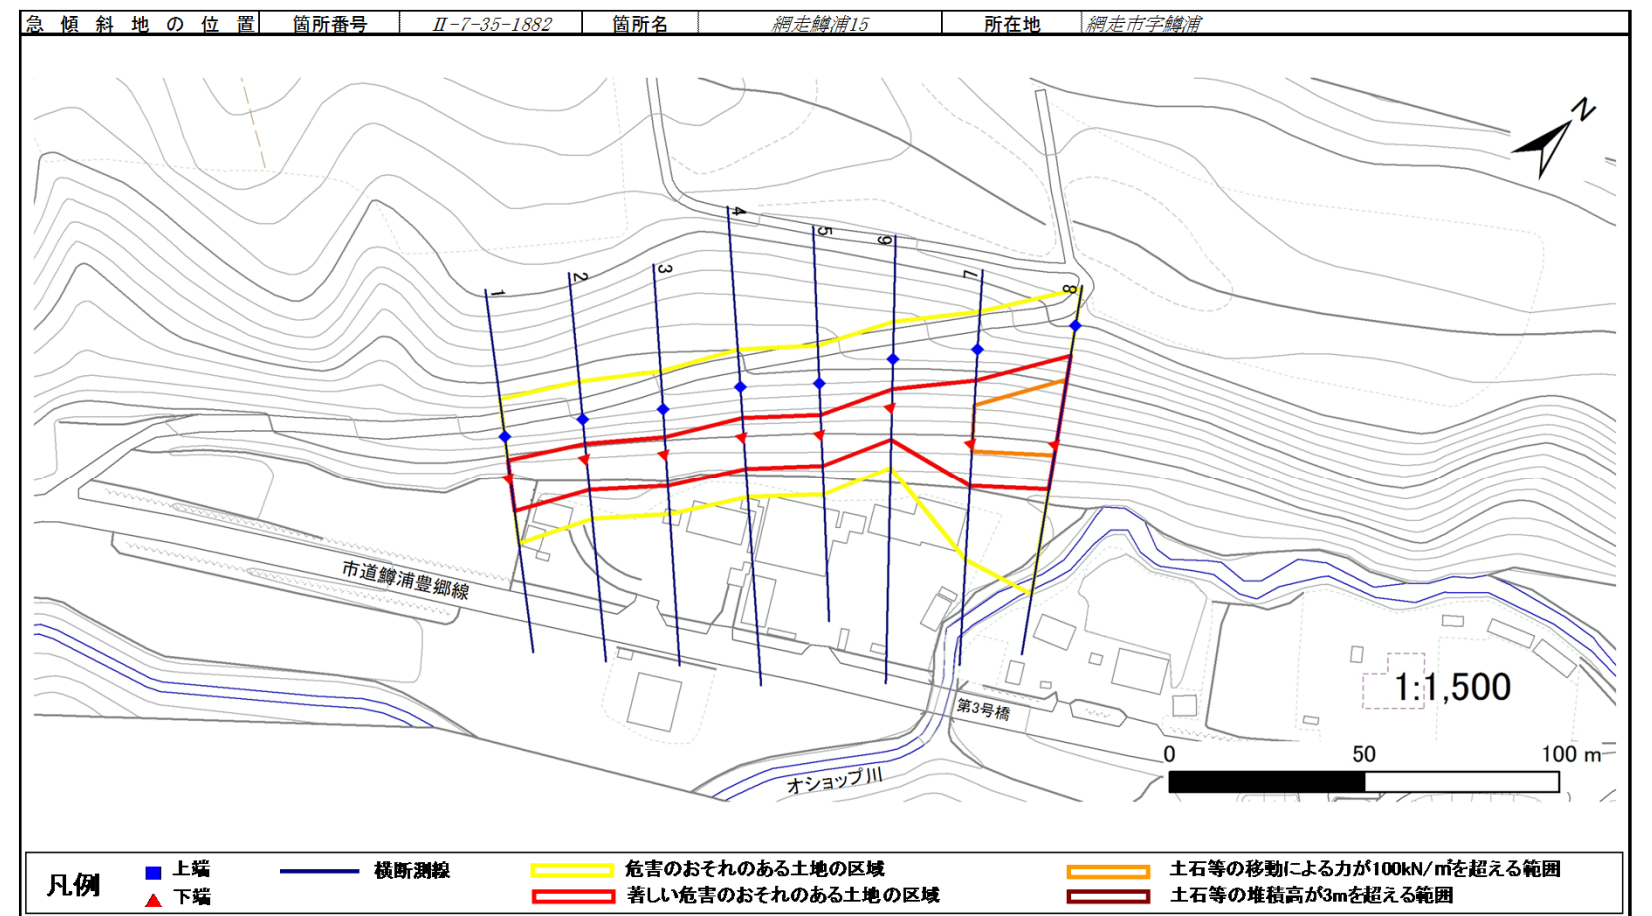 急傾斜地の位置 箇所番号 Ⅱ-7-35-1882 箇所名 網走鱒浦15 所在地 網走市字鱒浦
N
4
5
6
3
2
7
1
8
市道鱒浦豊郷線
1:1,500
第3号橋
0 50 100 m
オショップ川
凡例
上端 横断測線 危害のおそれのある土地の区域 土石等の移動による力が100kN/㎡を超える範囲
下端 著しい危害のおそれのある土地の区域 土石等の堆積高が3mを超える範囲